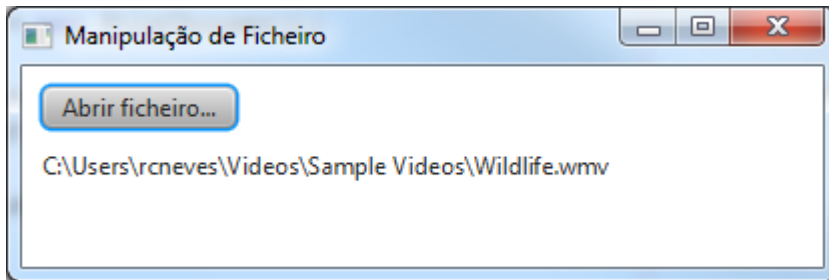 Manipulação de Ficheiro
Abrir ficheiro...
C:\Users\rcneves\Videos\Sample Videos\Wildlife.wmv